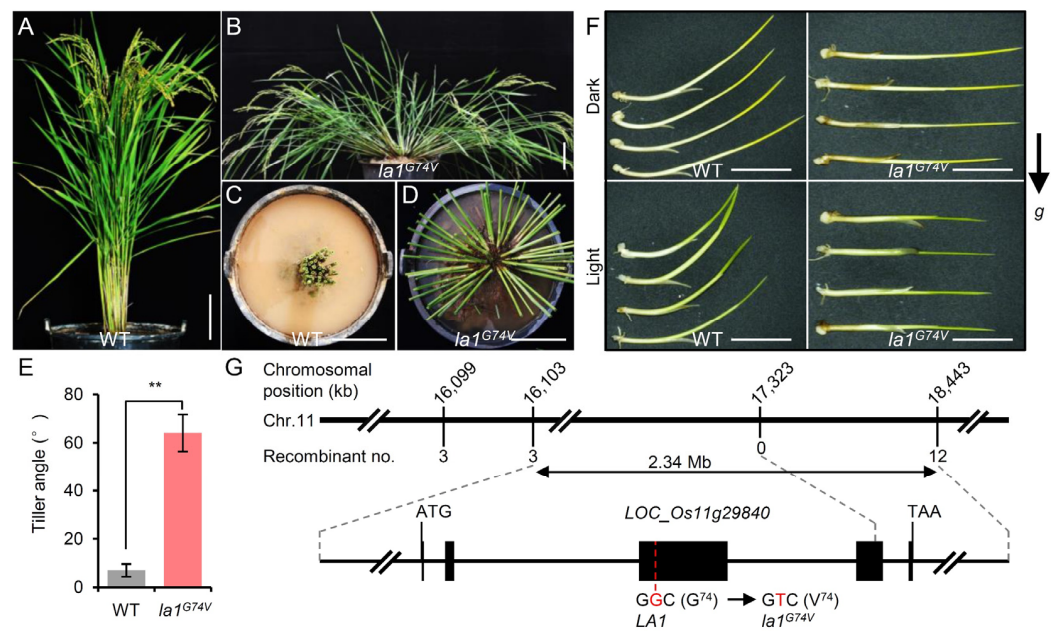 A
WT
B
la1G74V
C
WT
D
la1G74V
E
Tiller angle (°)
80
60
40
20
0
**
WT
la1G74V
F
Dark
WT
la1G74V
Light
WT
la1G74V
g
G
Chromosomal position (kb)
16,099
16,103
17,323
18,443
Chr.11
Recombinant no.
3
3
0
12
2.34 Mb
ATG
LOC_Os11g29840
TAA
GGC (G74)
GTC (V74)
LA1
la1G74V